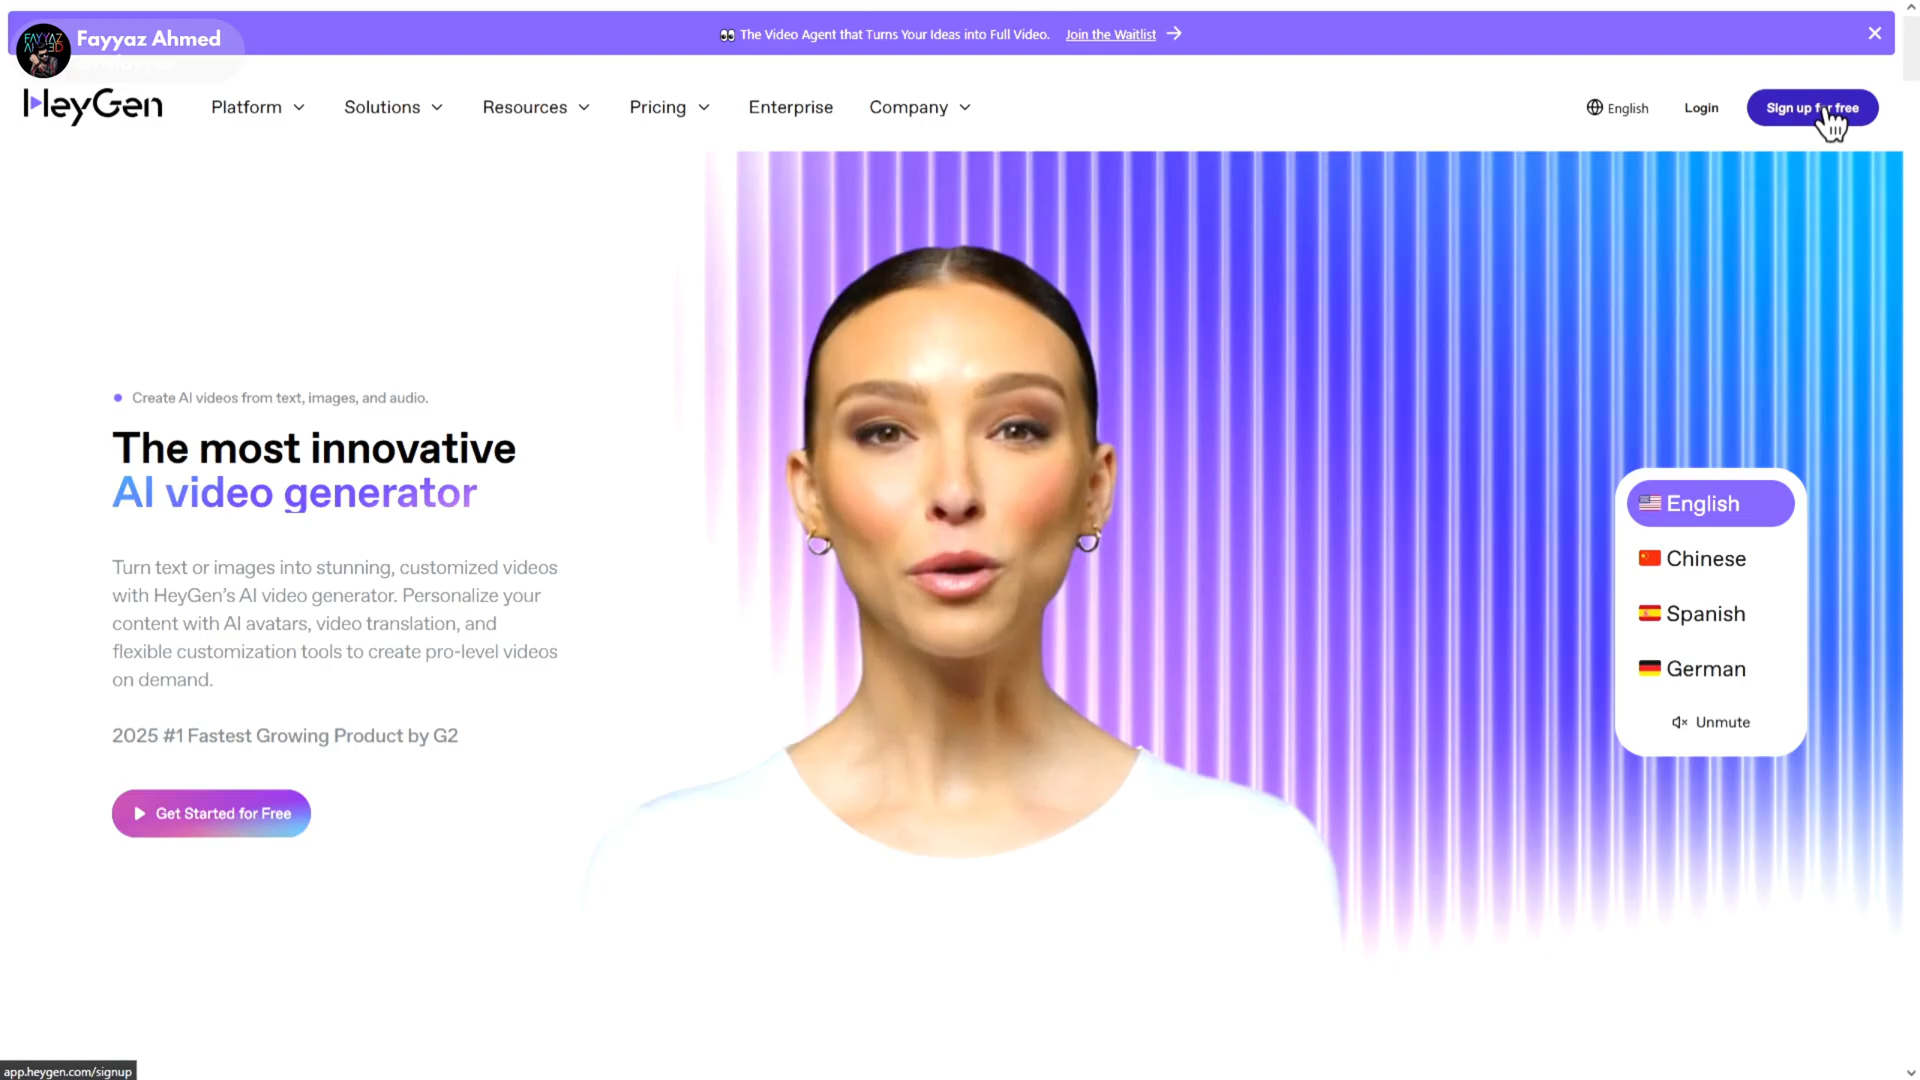 Fayyaz Ahmed
👀 The Video Agent that Turns Your Ideas into Full Video. Join the Waitlist →
HeyGen
Platform
Solutions
Resources
Pricing
Enterprise
Company
English
Login
Sign up for free
Create AI videos from text, images, and audio.
The most innovative
AI video generator
Turn text or images into stunning, customized videos
with HeyGen’s AI video generator. Personalize your
content with AI avatars, video translation, and
flexible customization tools to create pro-level videos
on demand.
2025 #1 Fastest Growing Product by G2
Get Started for Free
English
Chinese
Spanish
German
Unmute
app.heygen.com/signup